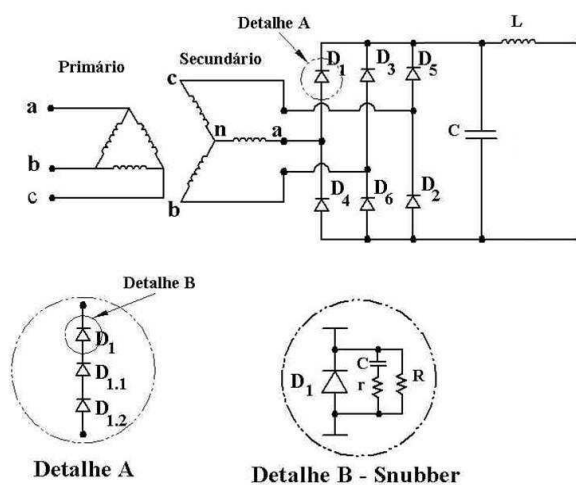 Detalhe A
Primário
Secundário
a
b
c
c
n
a
b
D1
D3
D5
D4
D6
D2
C
L
Detalhe B
D1
D1.1
D1.2
Detalhe A
D1
C
r
R
Detalhe B - Snubber